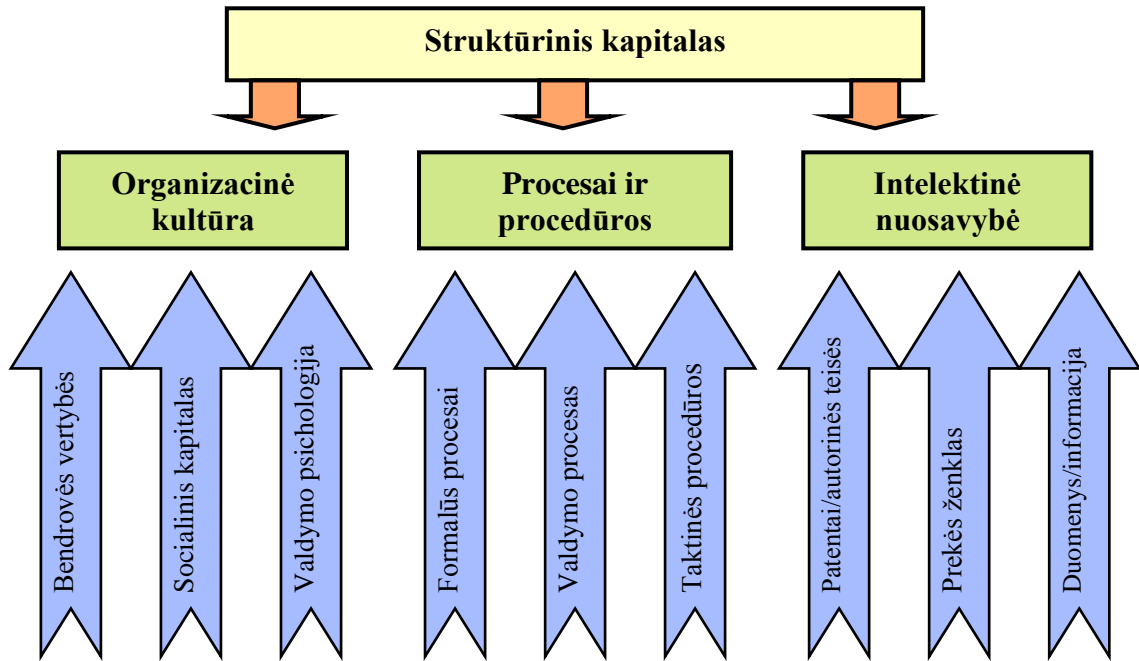 Struktūrinis kapitalas
Organizacinė
kultūra
Procesai ir
procedūros
Intelektinė
nuosavybė
Bendrovės vertybės
Socialinis kapitalas
Valdymo psichologija
Formalūs procesai
Valdymo procesas
Taktinės procedūros
Patentai/autorinės teisės
Prekės ženklas
Duomenys/informacija